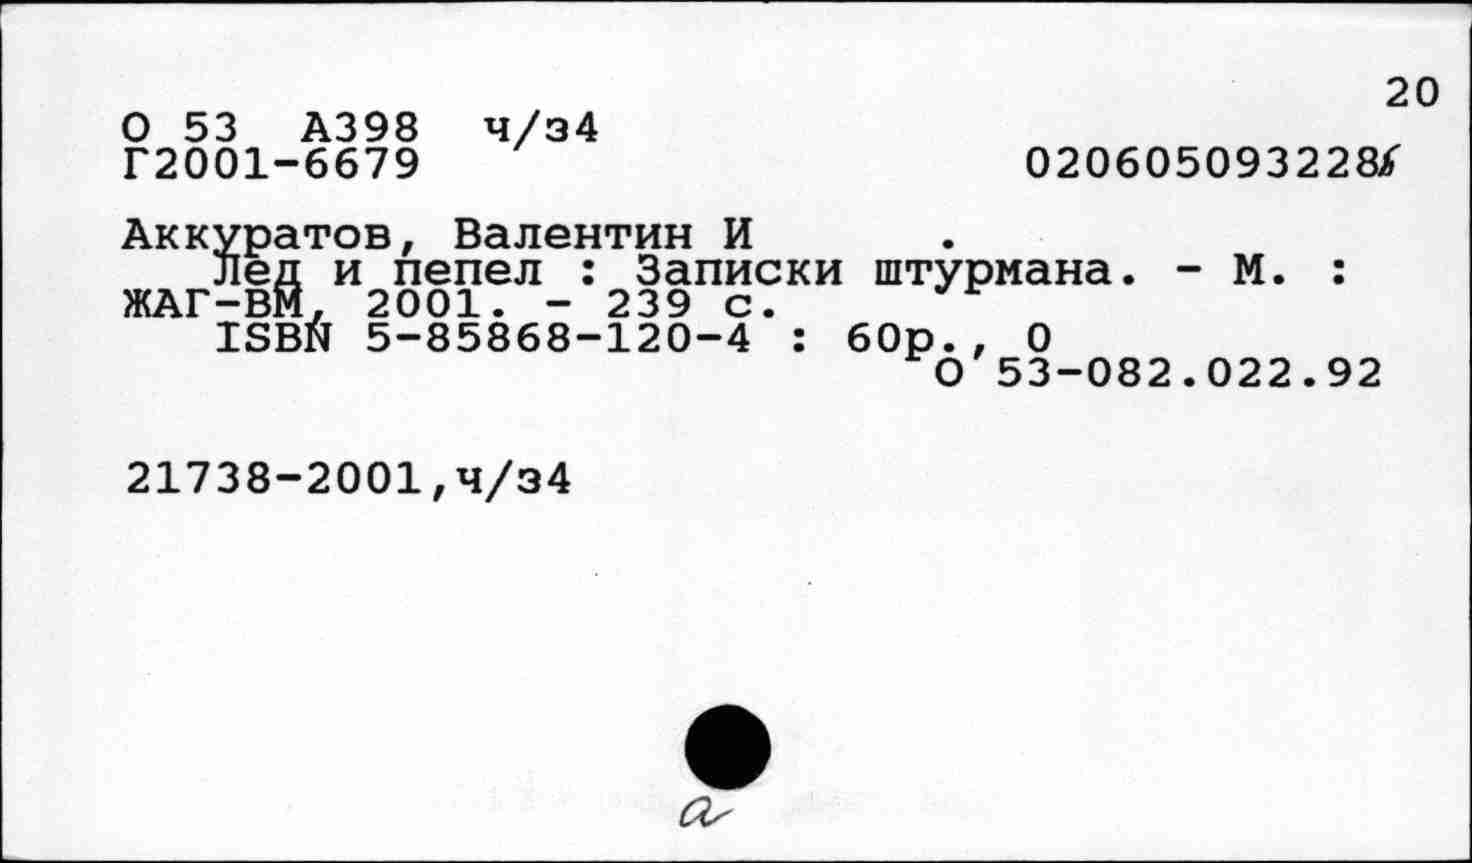 20
О 53 А398 ч/з4
Г2001-6679 020605093228
Аккуратов, Валентин И .
Лед и пепел : Записки штурмана. - М. :
ЖАГ-ВМ, 2001. - 239 с.
ISBN 5-85868-120-4 : 60р., 0
О 53-082.022.92
21738-2001,ч/з4